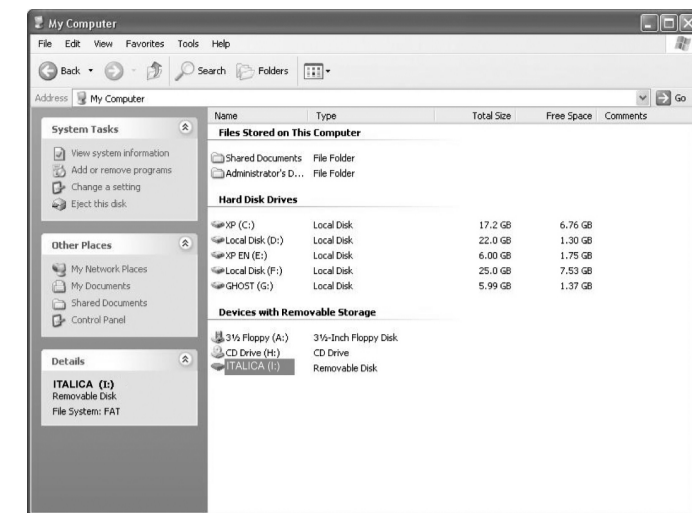 My Computer
File Edit View Favorites Tools Help
Back Search Folders
Address My Computer Go
System Tasks
View system information
Add or remove programs
Change a setting
Eject this disk
Other Places
My Network Places
My Documents
Shared Documents
Control Panel
Details
ITALICA (I:)
Removable Disk
File System: FAT
Name Type Total Size Free Space Comments
Files Stored on This Computer
Shared Documents File Folder
Administrator's D... File Folder
Hard Disk Drives
XP (C:) Local Disk 17.2 GB 6.76 GB
Local Disk (D:) Local Disk 22.0 GB 1.30 GB
XP EN (E:) Local Disk 6.00 GB 1.75 GB
Local Disk (F:) Local Disk 25.0 GB 7.53 GB
GHOST (G:) Local Disk 5.99 GB 1.37 GB
Devices with Removable Storage
3½ Floppy (A:) 3½-Inch Floppy Disk
CD Drive (H:) CD Drive
ITALICA (I:) Removable Disk